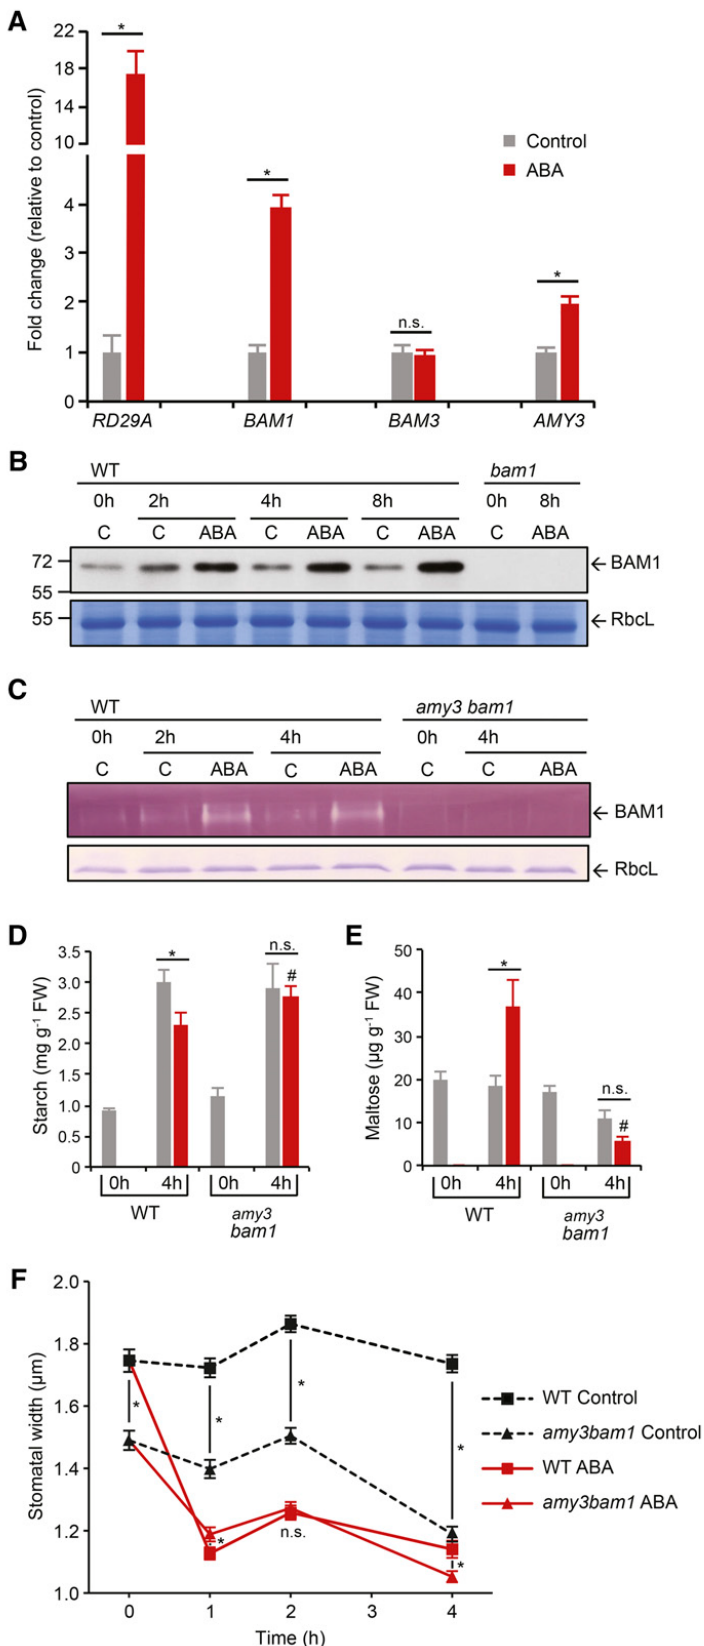 A
22
18
14
10
4
3
2
1
0
Fold change (relative to control)
*
*
n.s.
*
Control
ABA
RD29A BAM1 BAM3 AMY3
B
WT bam1
0h 2h 4h 8h 0h 8h
C C ABA C ABA C ABA C ABA
72
55
55
← BAM1
← RbcL
C
WT amy3 bam1
0h 2h 4h 0h 4h
C C ABA C ABA C C ABA
← BAM1
← RbcL
D
3.5
3.0
2.5
2.0
1.5
1.0
0.5
0
Starch (mg g-1 FW)
*
n.s.
#
0h 4h 0h 4h
WT amy3
bam1
E
50
40
30
20
10
0
Maltose (µg g-1 FW)
*
n.s.
#
0h 4h 0h 4h
WT amy3
bam1
F
2.0
1.8
1.6
1.4
1.2
1.0
Stomatal width (µm)
*
*
*
*
*
n.s.
*
0 1 2 3 4
Time (h)
WT Control
amy3bam1 Control
WT ABA
amy3bam1 ABA